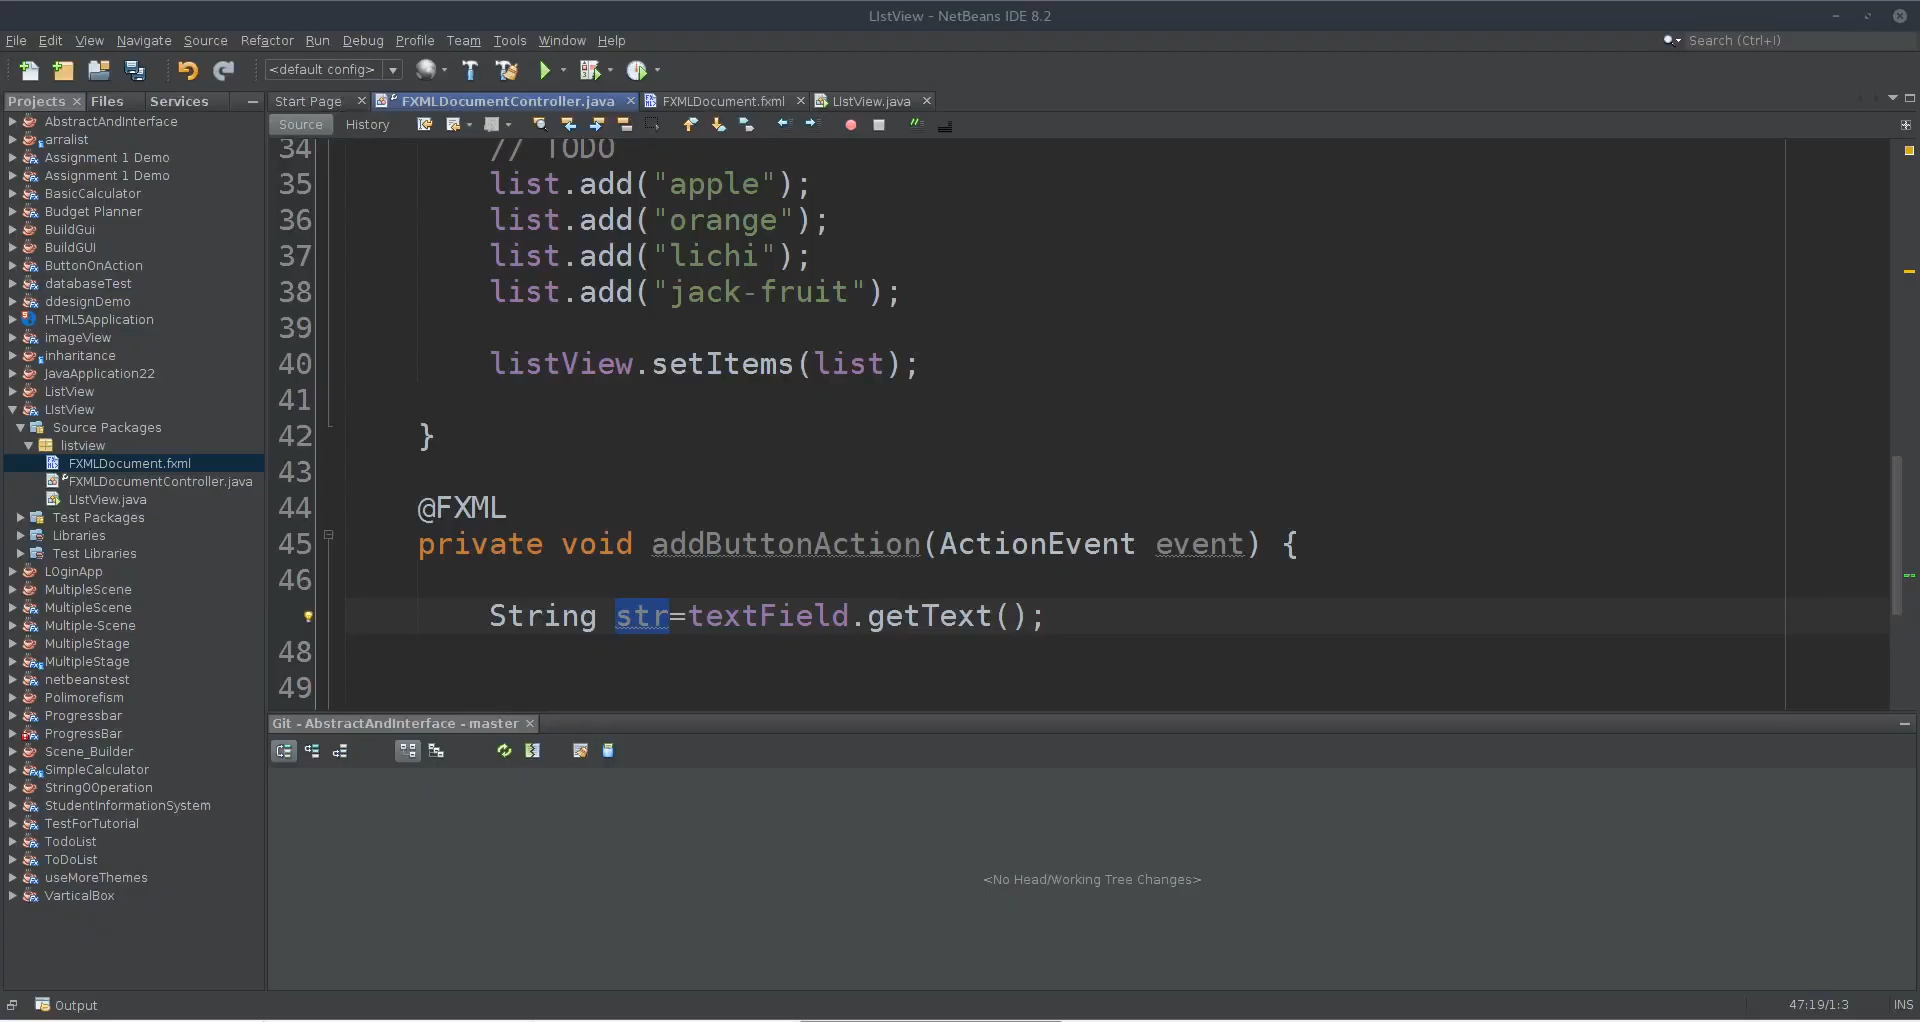 LIstView - NetBeans IDE 8.2
File Edit View Navigate Source Refactor Run Debug Profile Team Tools Window Help
Search (Ctrl+I)
<default config>
Projects Files Services
Start Page FXMLDocumentController.java FXMLDocument.fxml LIstView.java
Source History
AbstractAndInterface
arralist
Assignment 1 Demo
Assignment 1 Demo
BasicCalculator
Budget Planner
BuildGui
BuildGUI
ButtonOnAction
databaseTest
ddesignDemo
HTML5Application
imageView
inharitance
JavaApplication22
ListView
LIstView
Source Packages
listview
FXMLDocument.fxml
FXMLDocumentController.java
LIstView.java
Test Packages
Libraries
Test Libraries
LOginApp
MultipleScene
MultipleScene
Multiple-Scene
MultipleStage
MultipleStage
netbeanstest
Polimorefism
Progressbar
ProgressBar
Scene_Builder
SimpleCalculator
StringOOperation
StudentInformationSystem
TestForTutorial
TodoList
ToDoList
useMoreThemes
VarticalBox
34 // TODO
35 list.add("apple");
36 list.add("orange");
37 list.add("lichi");
38 list.add("jack-fruit");
39
40 listView.setItems(list);
41
42 }
43
44 @FXML
45 private void addButtonAction(ActionEvent event) {
46
String str=textField.getText();
48
49
Git - AbstractAndInterface - master
<No Head/Working Tree Changes>
Output
47:19/1:3 INS